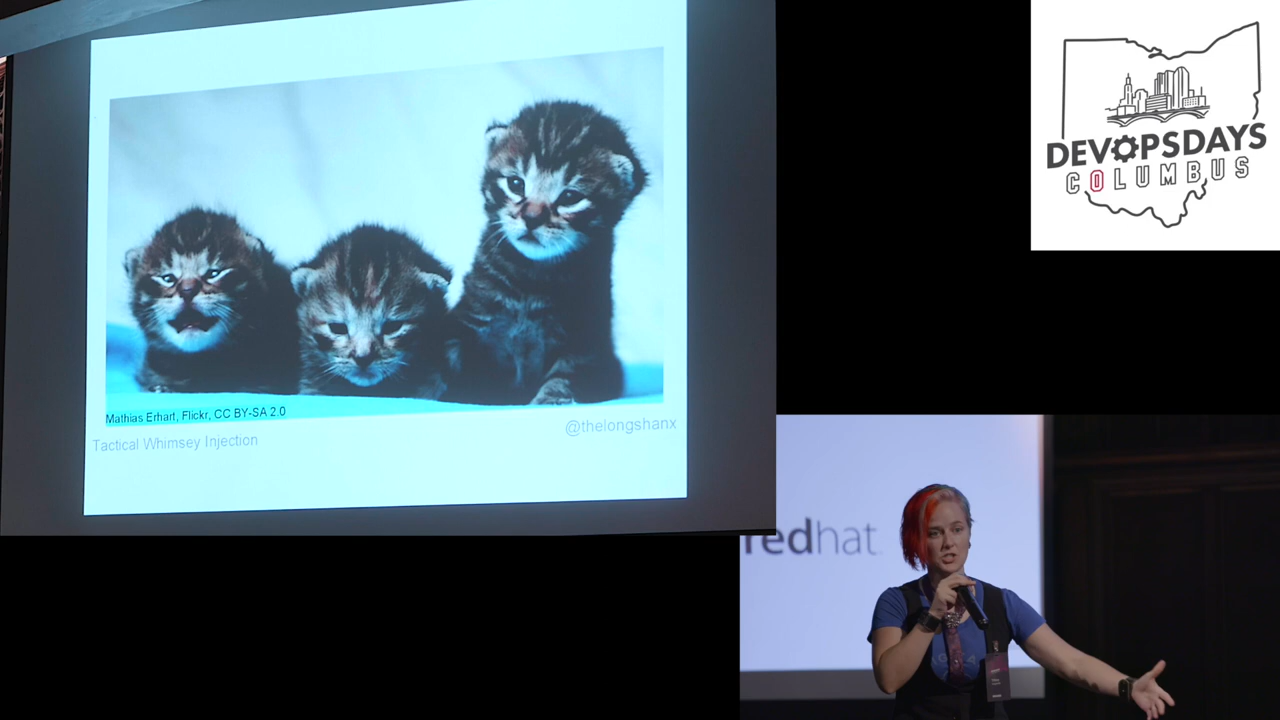 Mathias Erhart, Flickr, CC BY-SA 2.0
Tactical Whimsey Injection
@thelongshanx
DEVOPSDAYS
COLUMBUS
redhat.